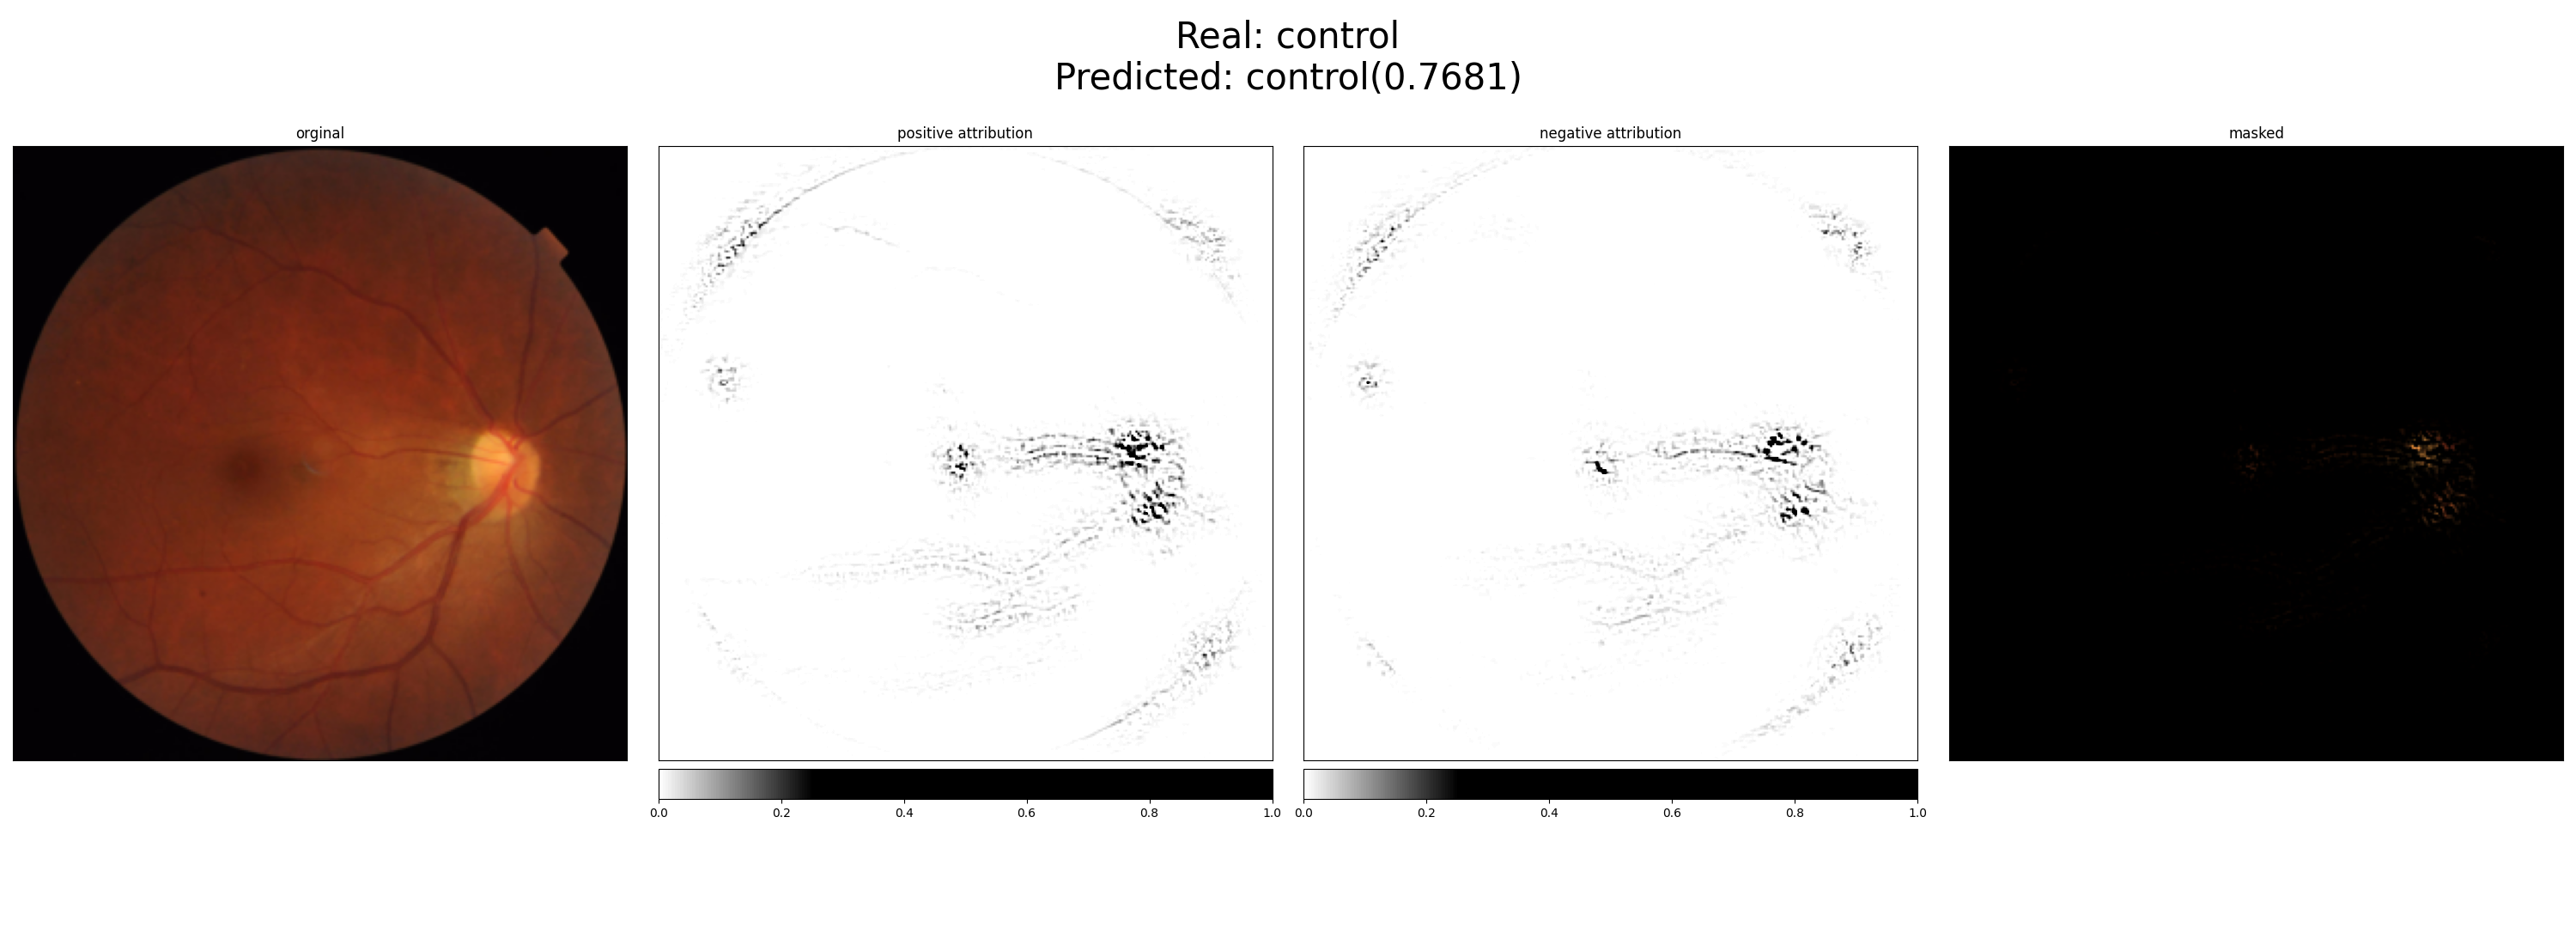 Real: control
Predicted: control(0.7681)
orginal
positive attribution
negative attribution
masked
0.0 0.2 0.4 0.6 0.8 1.0
0.0 0.2 0.4 0.6 0.8 1.0